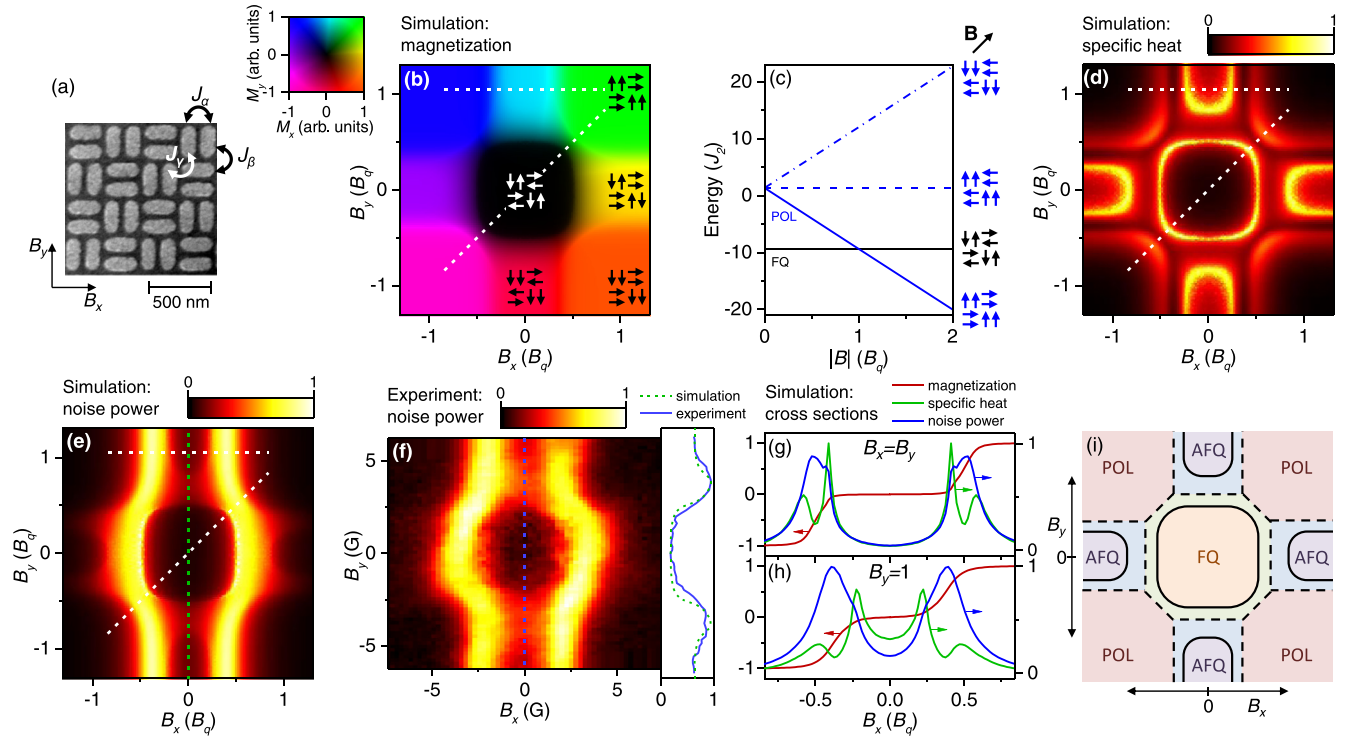 (a)
J_α
J_β
J_γ
B_y
B_x
500 nm
M_y (arb. units)
1
0
-1
-1 0 1
M_x (arb. units)
Simulation:
magnetization
(b)
B_y (B_q)
1
0
-1
-1 0 1
B_x (B_q)
(c)
B
Energy (J_2)
20
10
0
-10
-20
POL
FQ
0 1 2
|B| (B_q)
Simulation:
specific heat
0 1
(d)
B_y (B_q)
1
0
-1
-1 0 1
B_x (B_q)
Simulation:
noise power
0 1
(e)
B_y (B_q)
1
0
-1
-1 0 1
B_x (B_q)
Experiment:
noise power
0 1
simulation
experiment
(f)
B_y (G)
5
0
-5
-5 0 5
B_x (G)
0 1
Simulation:
cross sections
magnetization
specific heat
noise power
(g)
B_x=B_y
1
0
-1
1
0
(h)
B_y=1
1
0
-1
1
0
-0.5 0.0 0.5
B_x (B_q)
(i)
POL AFQ POL
AFQ FQ AFQ
POL AFQ POL
B_y
0
0 B_x